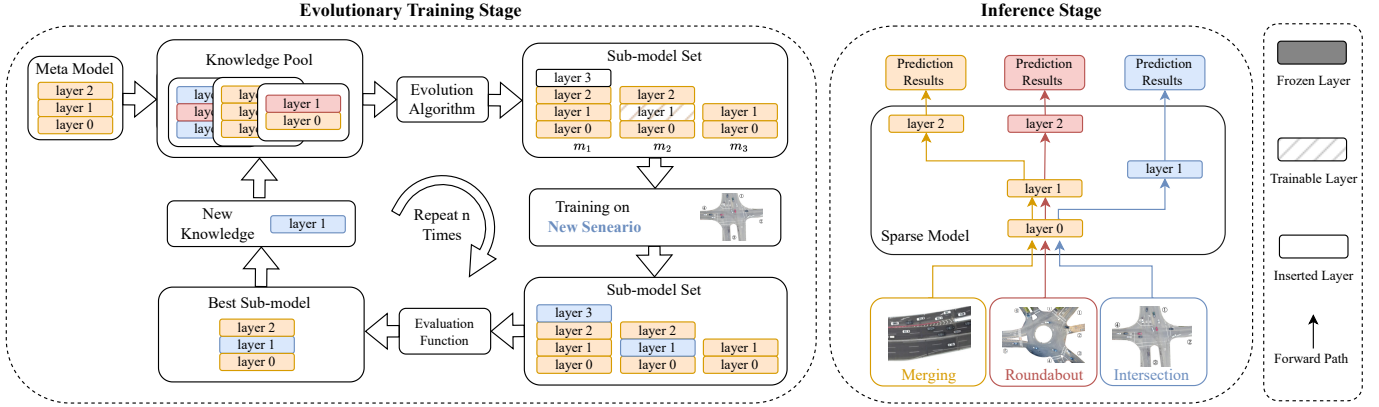 Evolutionary Training Stage
Meta Model
layer 2
layer 1
layer 0
Knowledge Pool
layer 1
layer 0
Evolution
Algorithm
Sub-model Set
layer 3
layer 2
layer 1
layer 0
m1
layer 2
layer 1
layer 0
m2
layer 1
layer 0
m3
Training on
New Seneario
Repeat n
Times
New
Knowledge
layer 1
Best Sub-model
layer 2
layer 1
layer 0
Evaluation
Function
Sub-model Set
layer 3
layer 2
layer 1
layer 0
layer 2
layer 1
layer 0
layer 1
layer 0
Inference Stage
Prediction
Results
Prediction
Results
Prediction
Results
layer 2
layer 2
layer 1
layer 1
layer 0
Sparse Model
Merging
Roundabout
Intersection
Frozen Layer
Trainable Layer
Inserted Layer
Forward Path